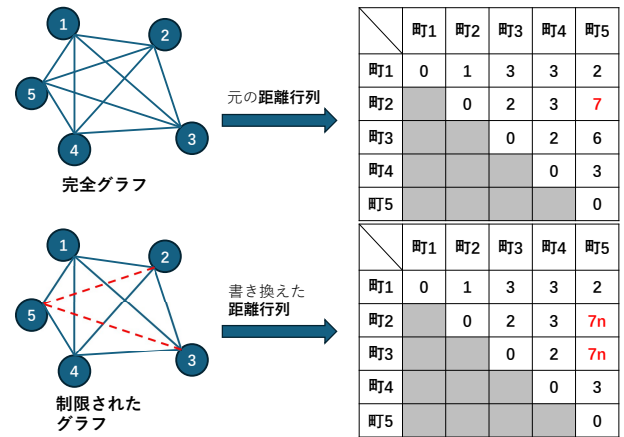 1
2
5
3
4
完全グラフ
元の距離行列
町1 町2 町3 町4 町5
町1 0 1 3 3 2
町2 0 2 3 7
町3 0 2 6
町4 0 3
町5 0
1
2
5
3
4
制限された
グラフ
書き換えた
距離行列
町1 町2 町3 町4 町5
町1 0 1 3 3 2
町2 0 2 3 7n
町3 0 2 7n
町4 0 3
町5 0